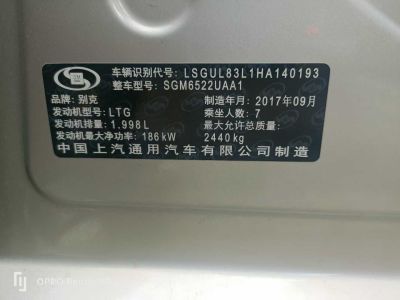 车辆识别代号: LSGUL83L1HA140193
整车型号: SGM6522UAA1
品牌: 别克 制造年月: 2017年09月
发动机型号: LTG 乘坐人数: 7
发动机排量: 1.998L 最大允许总质量:
发动机最大净功率: 186kW 2440kg
中国上汽通用汽车有限公司制造